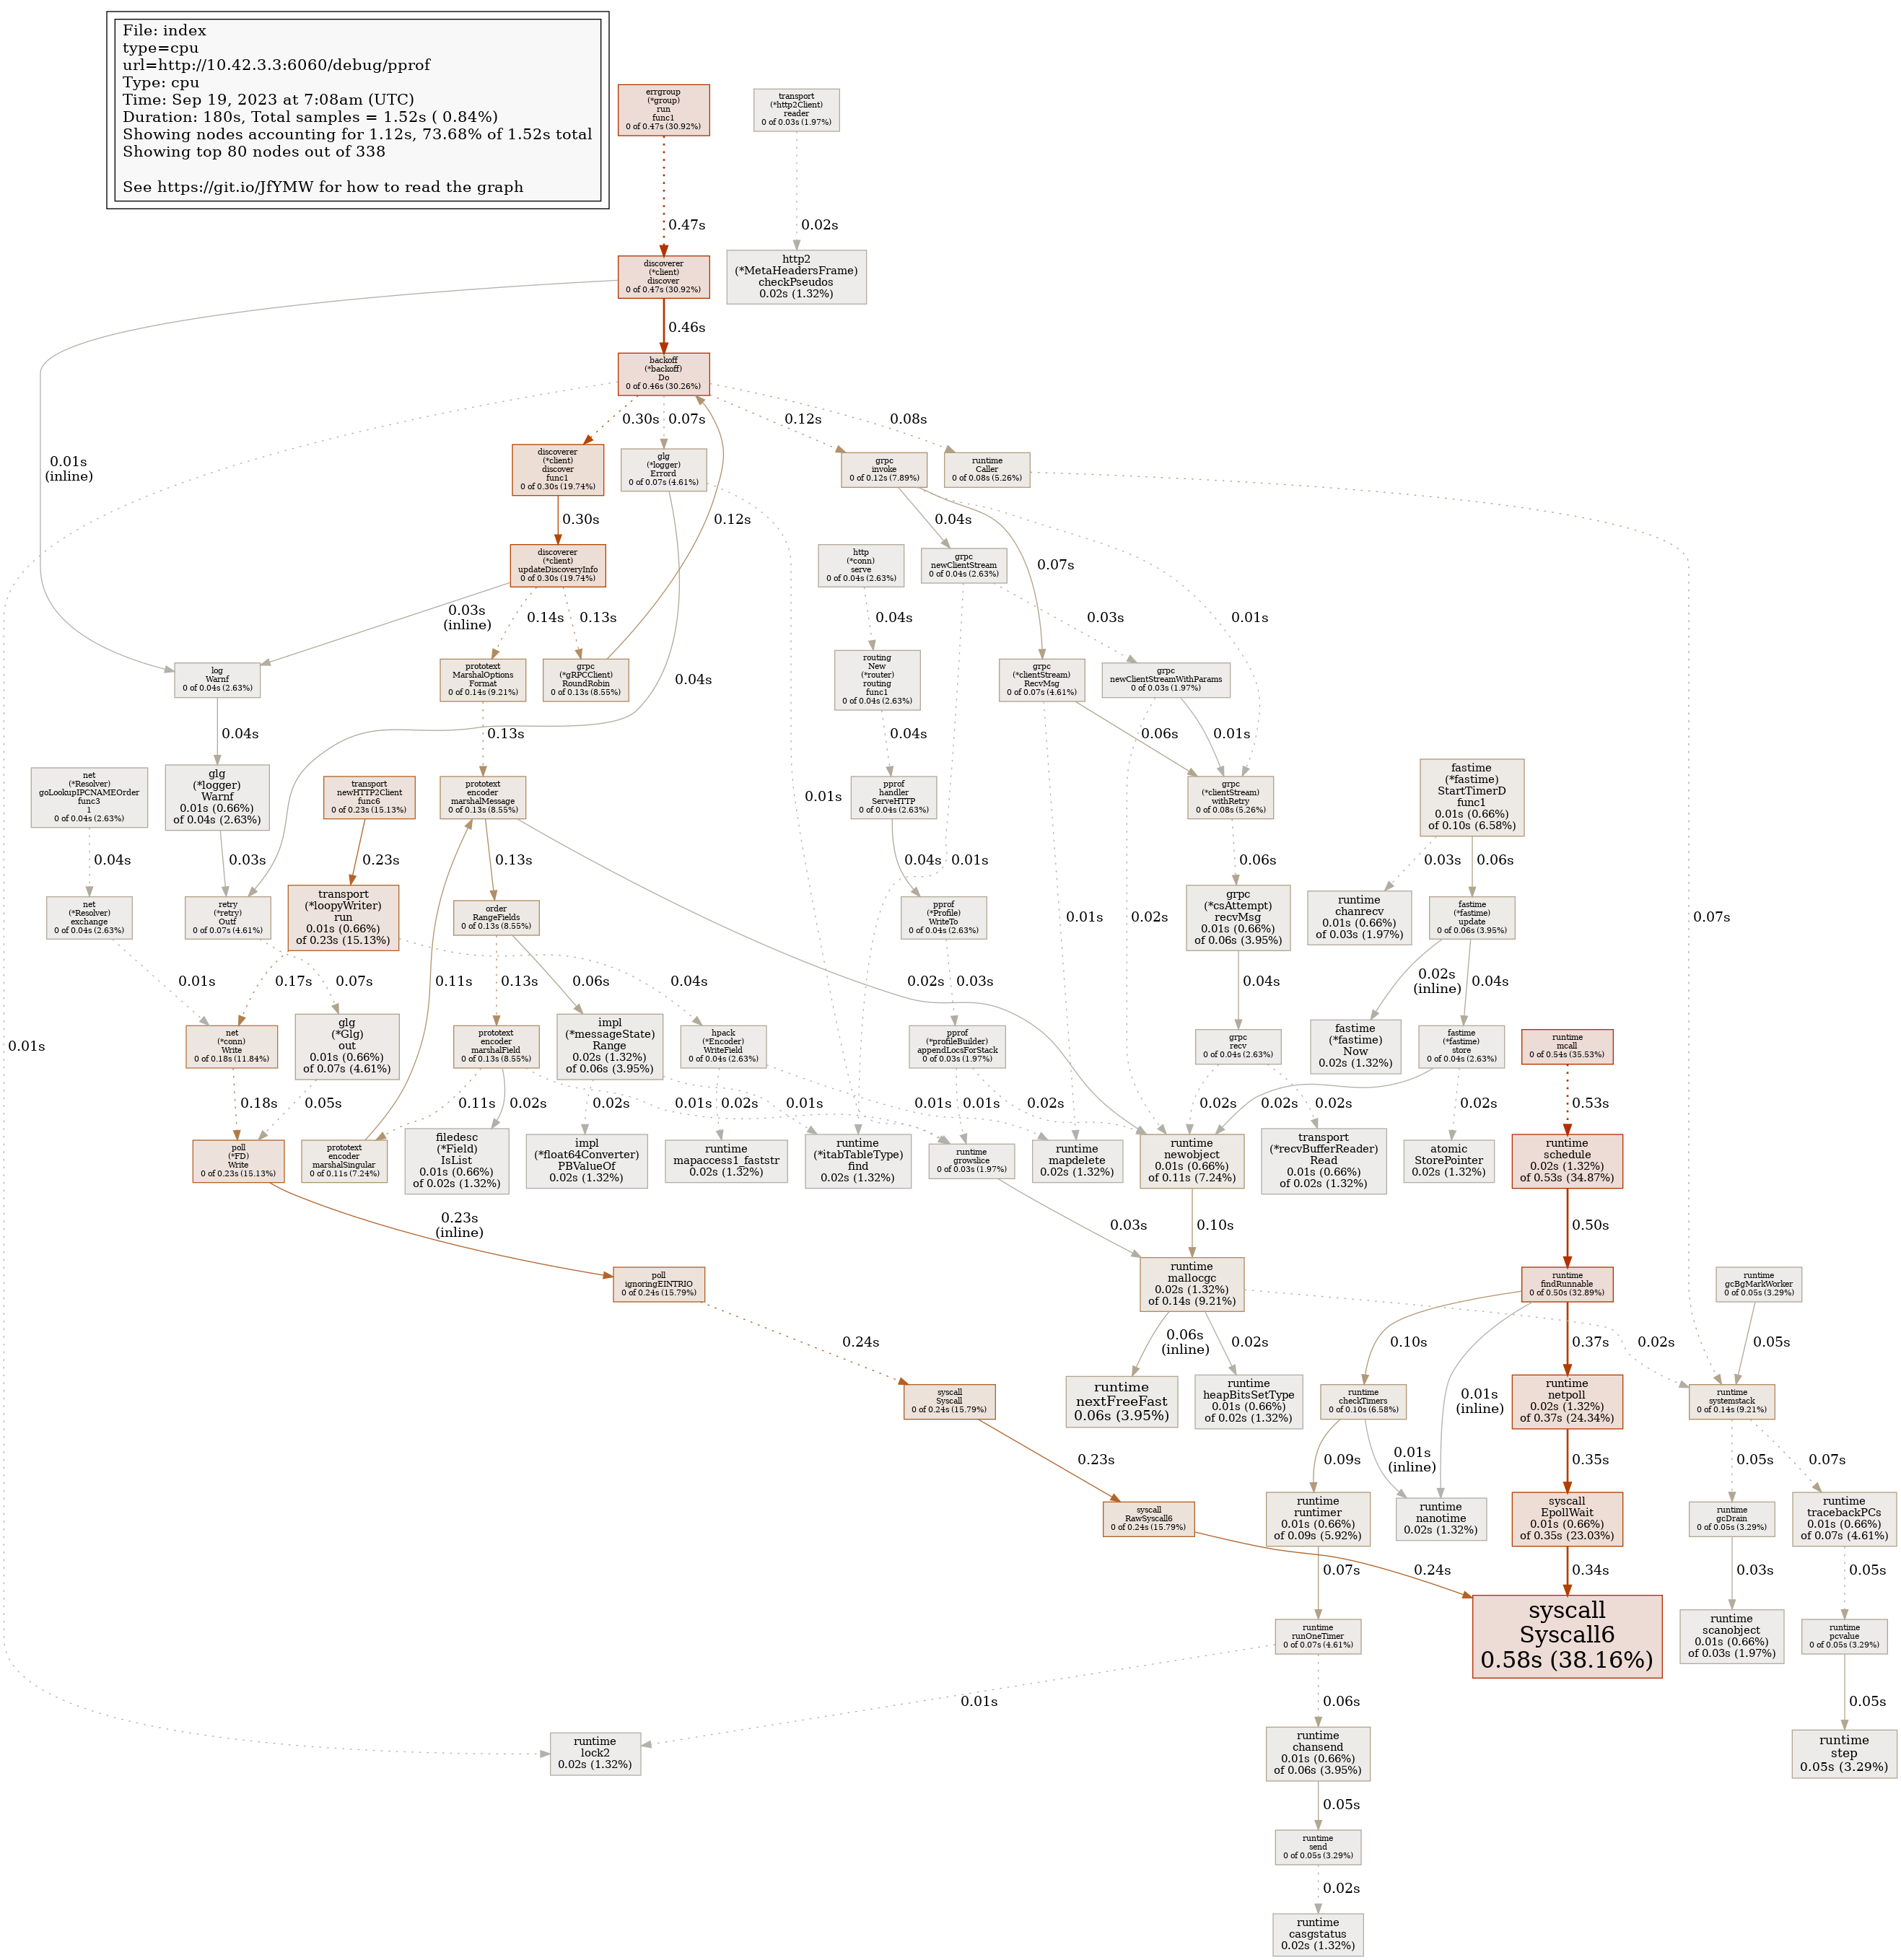 File: index
type=cpu
url=http://10.42.3.3:6060/debug/pprof
Type: cpu
Time: Sep 19, 2023 at 7:08am (UTC)
Duration: 180s, Total samples = 1.52s ( 0.84%)
Showing nodes accounting for 1.12s, 73.68% of 1.52s total
Showing top 80 nodes out of 338
See https://git.io/JfYMW for how to read the graph
errgroup
(*group)
run
func1
0 of 0.47s (30.92%)
transport
(*http2Client)
reader
0 of 0.03s (1.97%)
0.47s
0.02s
discoverer
(*client)
discover
0 of 0.47s (30.92%)
http2
(*MetaHeadersFrame)
checkPseudos
0.02s (1.32%)
0.46s
backoff
(*backoff)
Do
0 of 0.46s (30.26%)
0.01s
(inline)
0.30s
0.07s
0.12s
0.08s
discoverer
(*client)
discover
func1
0 of 0.30s (19.74%)
glg
(*logger)
Errord
0 of 0.07s (4.61%)
grpc
invoke
0 of 0.12s (7.89%)
runtime
Caller
0 of 0.08s (5.26%)
0.30s
0.12s
0.04s
0.07s
0.01s
discoverer
(*client)
updateDiscoveryInfo
0 of 0.30s (19.74%)
http
(*conn)
serve
0 of 0.04s (2.63%)
grpc
newClientStream
0 of 0.04s (2.63%)
0.03s
(inline)
0.14s
0.13s
0.04s
0.03s
log
Warnf
0 of 0.04s (2.63%)
prototext
MarshalOptions
Format
0 of 0.14s (9.21%)
grpc
(*gRPCClient)
RoundRobin
0 of 0.13s (8.55%)
0.04s
routing
New
(*router)
routing
func1
0 of 0.04s (2.63%)
grpc
(*clientStream)
RecvMsg
0 of 0.07s (4.61%)
grpc
newClientStreamWithParams
0 of 0.03s (1.97%)
0.04s
0.13s
0.04s
0.06s
0.01s
net
(*Resolver)
goLookupIPCNAMEOrder
func3
1
0 of 0.04s (2.63%)
glg
(*logger)
Warnf
0.01s (0.66%)
of 0.04s (2.63%)
transport
newHTTP2Client
func6
0 of 0.23s (15.13%)
prototext
encoder
marshalMessage
0 of 0.13s (8.55%)
0.01s
pprof
handler
ServeHTTP
0 of 0.04s (2.63%)
grpc
(*clientStream)
withRetry
0 of 0.08s (5.26%)
fastime
(*fastime)
StartTimerD
func1
0.01s (0.66%)
of 0.10s (6.58%)
0.04s
0.03s
0.23s
0.13s
0.04s
0.01s
0.06s
0.03s
0.06s
net
(*Resolver)
exchange
0 of 0.04s (2.63%)
retry
(*retry)
Outf
0 of 0.07s (4.61%)
transport
(*loopyWriter)
run
0.01s (0.66%)
of 0.23s (15.13%)
order
RangeFields
0 of 0.13s (8.55%)
pprof
(*Profile)
WriteTo
0 of 0.04s (2.63%)
0.01s
0.02s
grpc
(*csAttempt)
recvMsg
0.01s (0.66%)
of 0.06s (3.95%)
runtime
chanrecv
0.01s (0.66%)
of 0.03s (1.97%)
fastime
(*fastime)
update
0 of 0.06s (3.95%)
0.07s
0.01s
0.17s
0.07s
0.11s
0.04s
0.13s
0.06s
0.02s
0.03s
0.04s
0.02s
(inline)
0.04s
net
(*conn)
Write
0 of 0.18s (11.84%)
glg
(*Glg)
out
0.01s (0.66%)
of 0.07s (4.61%)
prototext
encoder
marshalField
0 of 0.13s (8.55%)
impl
(*messageState)
Range
0.02s (1.32%)
of 0.06s (3.95%)
hpack
(*Encoder)
WriteField
0 of 0.04s (2.63%)
pprof
(*profileBuilder)
appendLocsForStack
0 of 0.03s (1.97%)
grpc
recv
0 of 0.04s (2.63%)
fastime
(*fastime)
Now
0.02s (1.32%)
fastime
(*fastime)
store
0 of 0.04s (2.63%)
runtime
mcall
0 of 0.54s (35.53%)
0.01s
0.18s
0.05s
0.11s
0.02s
0.01s
0.02s
0.01s
0.02s
0.01s
0.01s
0.02s
0.02s
0.02s
0.02s
0.02s
0.53s
poll
(*FD)
Write
0 of 0.23s (15.13%)
prototext
encoder
marshalSingular
0 of 0.11s (7.24%)
filedesc
(*Field)
IsList
0.01s (0.66%)
of 0.02s (1.32%)
impl
(*float64Converter)
PBValueOf
0.02s (1.32%)
runtime
mapaccess1_faststr
0.02s (1.32%)
runtime
(*itabTableType)
find
0.02s (1.32%)
runtime
growslice
0 of 0.03s (1.97%)
runtime
mapdelete
0.02s (1.32%)
runtime
newobject
0.01s (0.66%)
of 0.11s (7.24%)
transport
(*recvBufferReader)
Read
0.01s (0.66%)
of 0.02s (1.32%)
atomic
StorePointer
0.02s (1.32%)
runtime
schedule
0.02s (1.32%)
of 0.53s (34.87%)
0.23s
(inline)
0.03s
0.10s
0.50s
poll
ignoringEINTRIO
0 of 0.24s (15.79%)
runtime
mallocgc
0.02s (1.32%)
of 0.14s (9.21%)
runtime
findRunnable
0 of 0.50s (32.89%)
runtime
gcBgMarkWorker
0 of 0.05s (3.29%)
0.24s
0.06s
(inline)
0.02s
0.10s
0.37s
0.02s
0.05s
syscall
Syscall
0 of 0.24s (15.79%)
runtime
nextFreeFast
0.06s (3.95%)
runtime
heapBitsSetType
0.01s (0.66%)
of 0.02s (1.32%)
runtime
checkTimers
0 of 0.10s (6.58%)
0.01s
(inline)
runtime
netpoll
0.02s (1.32%)
of 0.37s (24.34%)
runtime
systemstack
0 of 0.14s (9.21%)
0.23s
0.09s
0.01s
(inline)
0.35s
0.05s
0.07s
syscall
RawSyscall6
0 of 0.24s (15.79%)
runtime
runtimer
0.01s (0.66%)
of 0.09s (5.92%)
runtime
nanotime
0.02s (1.32%)
syscall
EpollWait
0.01s (0.66%)
of 0.35s (23.03%)
runtime
gcDrain
0 of 0.05s (3.29%)
runtime
tracebackPCs
0.01s (0.66%)
of 0.07s (4.61%)
0.24s
0.07s
0.34s
0.03s
0.05s
runtime
runOneTimer
0 of 0.07s (4.61%)
syscall
Syscall6
0.58s (38.16%)
runtime
scanobject
0.01s (0.66%)
of 0.03s (1.97%)
runtime
pcvalue
0 of 0.05s (3.29%)
0.01s
0.06s
0.05s
runtime
lock2
0.02s (1.32%)
runtime
chansend
0.01s (0.66%)
of 0.06s (3.95%)
runtime
step
0.05s (3.29%)
0.05s
runtime
send
0 of 0.05s (3.29%)
0.02s
runtime
casgstatus
0.02s (1.32%)